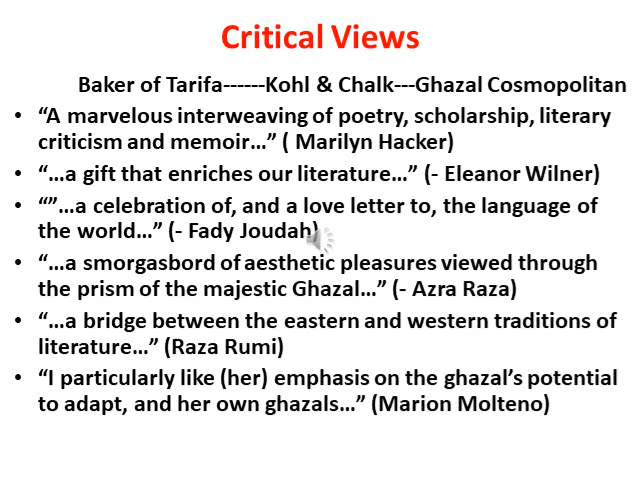 Critical Views
Baker of Tarifa------Kohl & Chalk---Ghazal Cosmopolitan
• “A marvelous interweaving of poetry, scholarship, literary
criticism and memoir…” ( Marilyn Hacker)
• “…a gift that enriches our literature…” (- Eleanor Wilner)
• “”…a celebration of, and a love letter to, the language of
the world…” (- Fady Joudah)
• “…a smorgasbord of aesthetic pleasures viewed through
the prism of the majestic Ghazal…” (- Azra Raza)
• “…a bridge between the eastern and western traditions of
literature…” (Raza Rumi)
• “I particularly like (her) emphasis on the ghazal’s potential
to adapt, and her own ghazals…” (Marion Molteno)